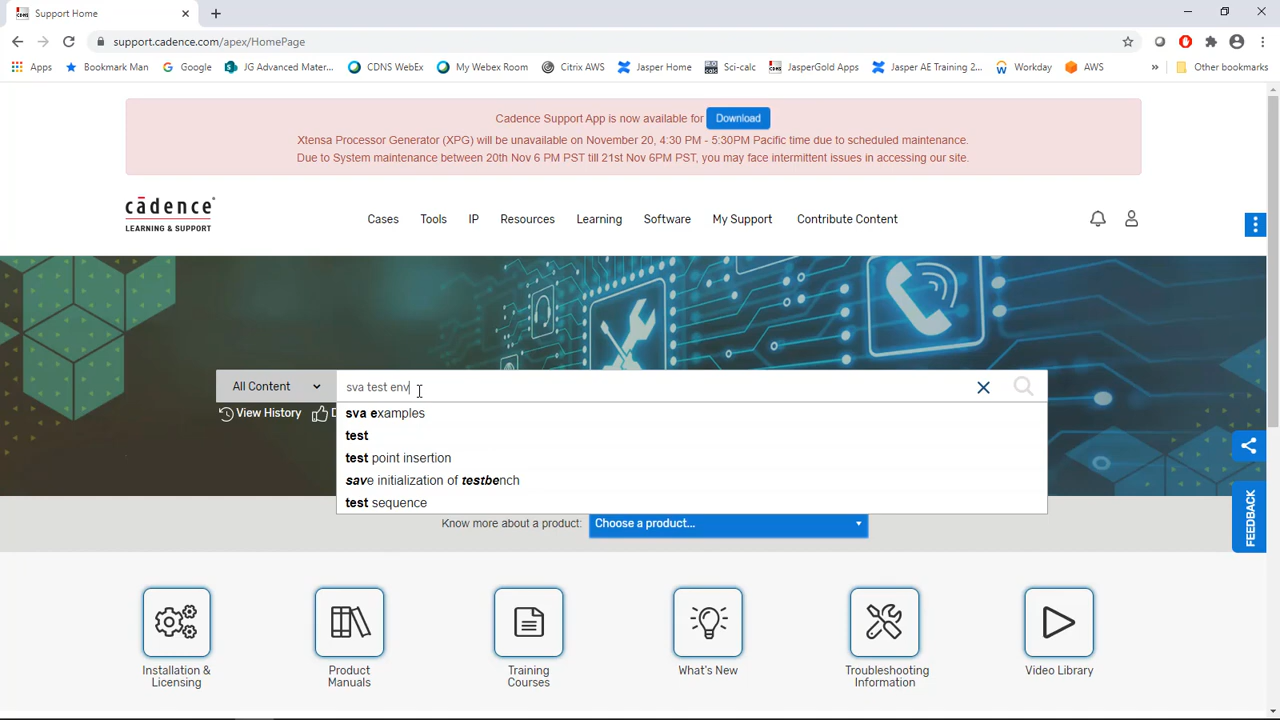 Support Home
support.cadence.com/apex/HomePage
Apps
Bookmark Man
Google
JG Advanced Mater...
CDNS WebEx
My Webex Room
Citrix AWS
Jasper Home
Sci-calc
JasperGold Apps
Jasper AE Training 2...
Workday
AWS
»
Other bookmarks
Cadence Support App is now available for Download
Xtensa Processor Generator (XPG) will be unavailable on November 20, 4:30 PM - 5:30PM Pacific time due to scheduled maintenance.
Due to System maintenance between 20th Nov 6 PM PST till 21st Nov 6PM PST, you may face intermittent issues in accessing our site.
cādence®
LEARNING & SUPPORT
Cases
Tools
IP
Resources
Learning
Software
My Support
Contribute Content
All Content
sva test env
View History
D
sva examples
test
test point insertion
save initialization of testbench
test sequence
FEEDBACK
Know more about a product:
Choose a product...
Installation &
Licensing
Product
Manuals
Training
Courses
What's New
Troubleshooting
Information
Video Library